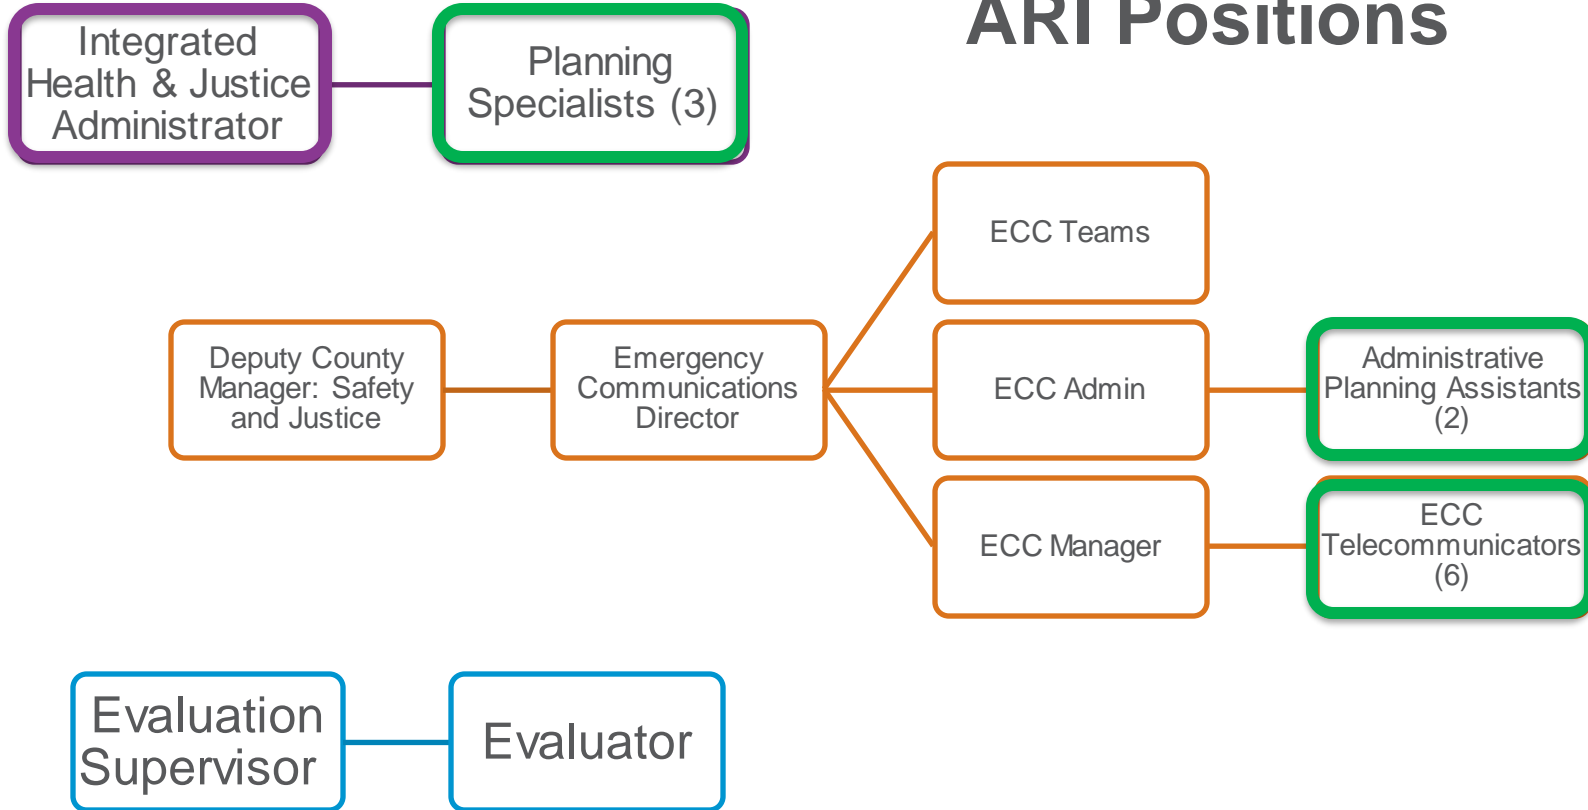 ARI Positions
Integrated
Health & Justice
Administrator
Planning
Specialists (3)
ECC Teams
Deputy County
Manager: Safety
and Justice
Emergency
Communications
Director
ECC Admin
Administrative
Planning Assistants
(2)
ECC Manager
ECC
Telecommunicators
(6)
Evaluation
Supervisor
Evaluator